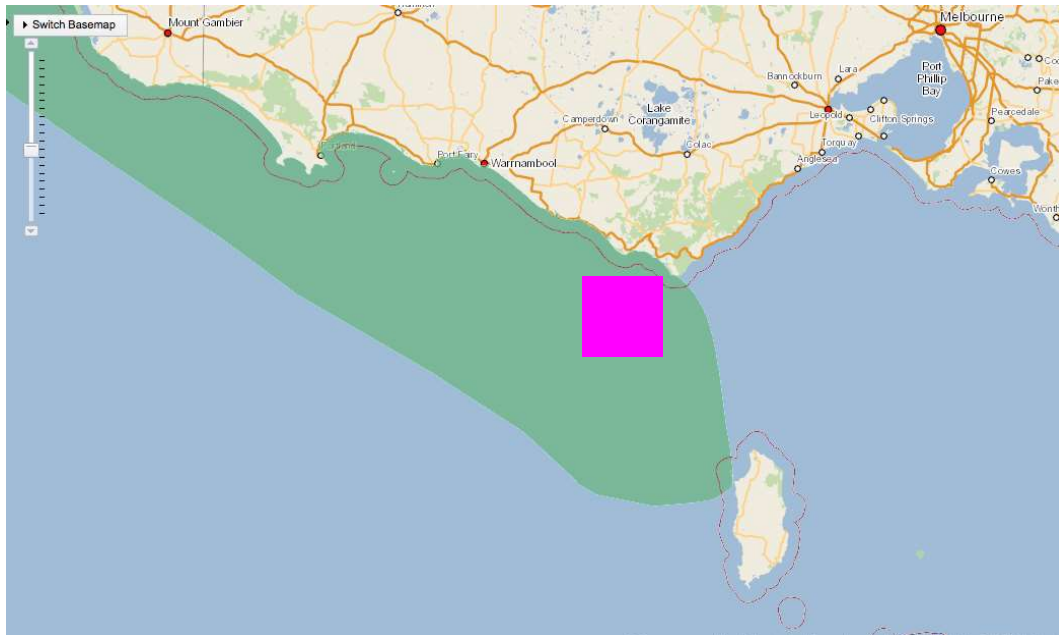 Switch Basemap
Mount Gambier
Melbourne
Port
Phillip
Bay
Lara
Bannockburn
Leopold
Clifton Springs
Pearcedale
Lake
Corangamite
Camperdown
Colac
Torquay
Anglesea
Cowes
Portland
Port Fairy
Warrnambool